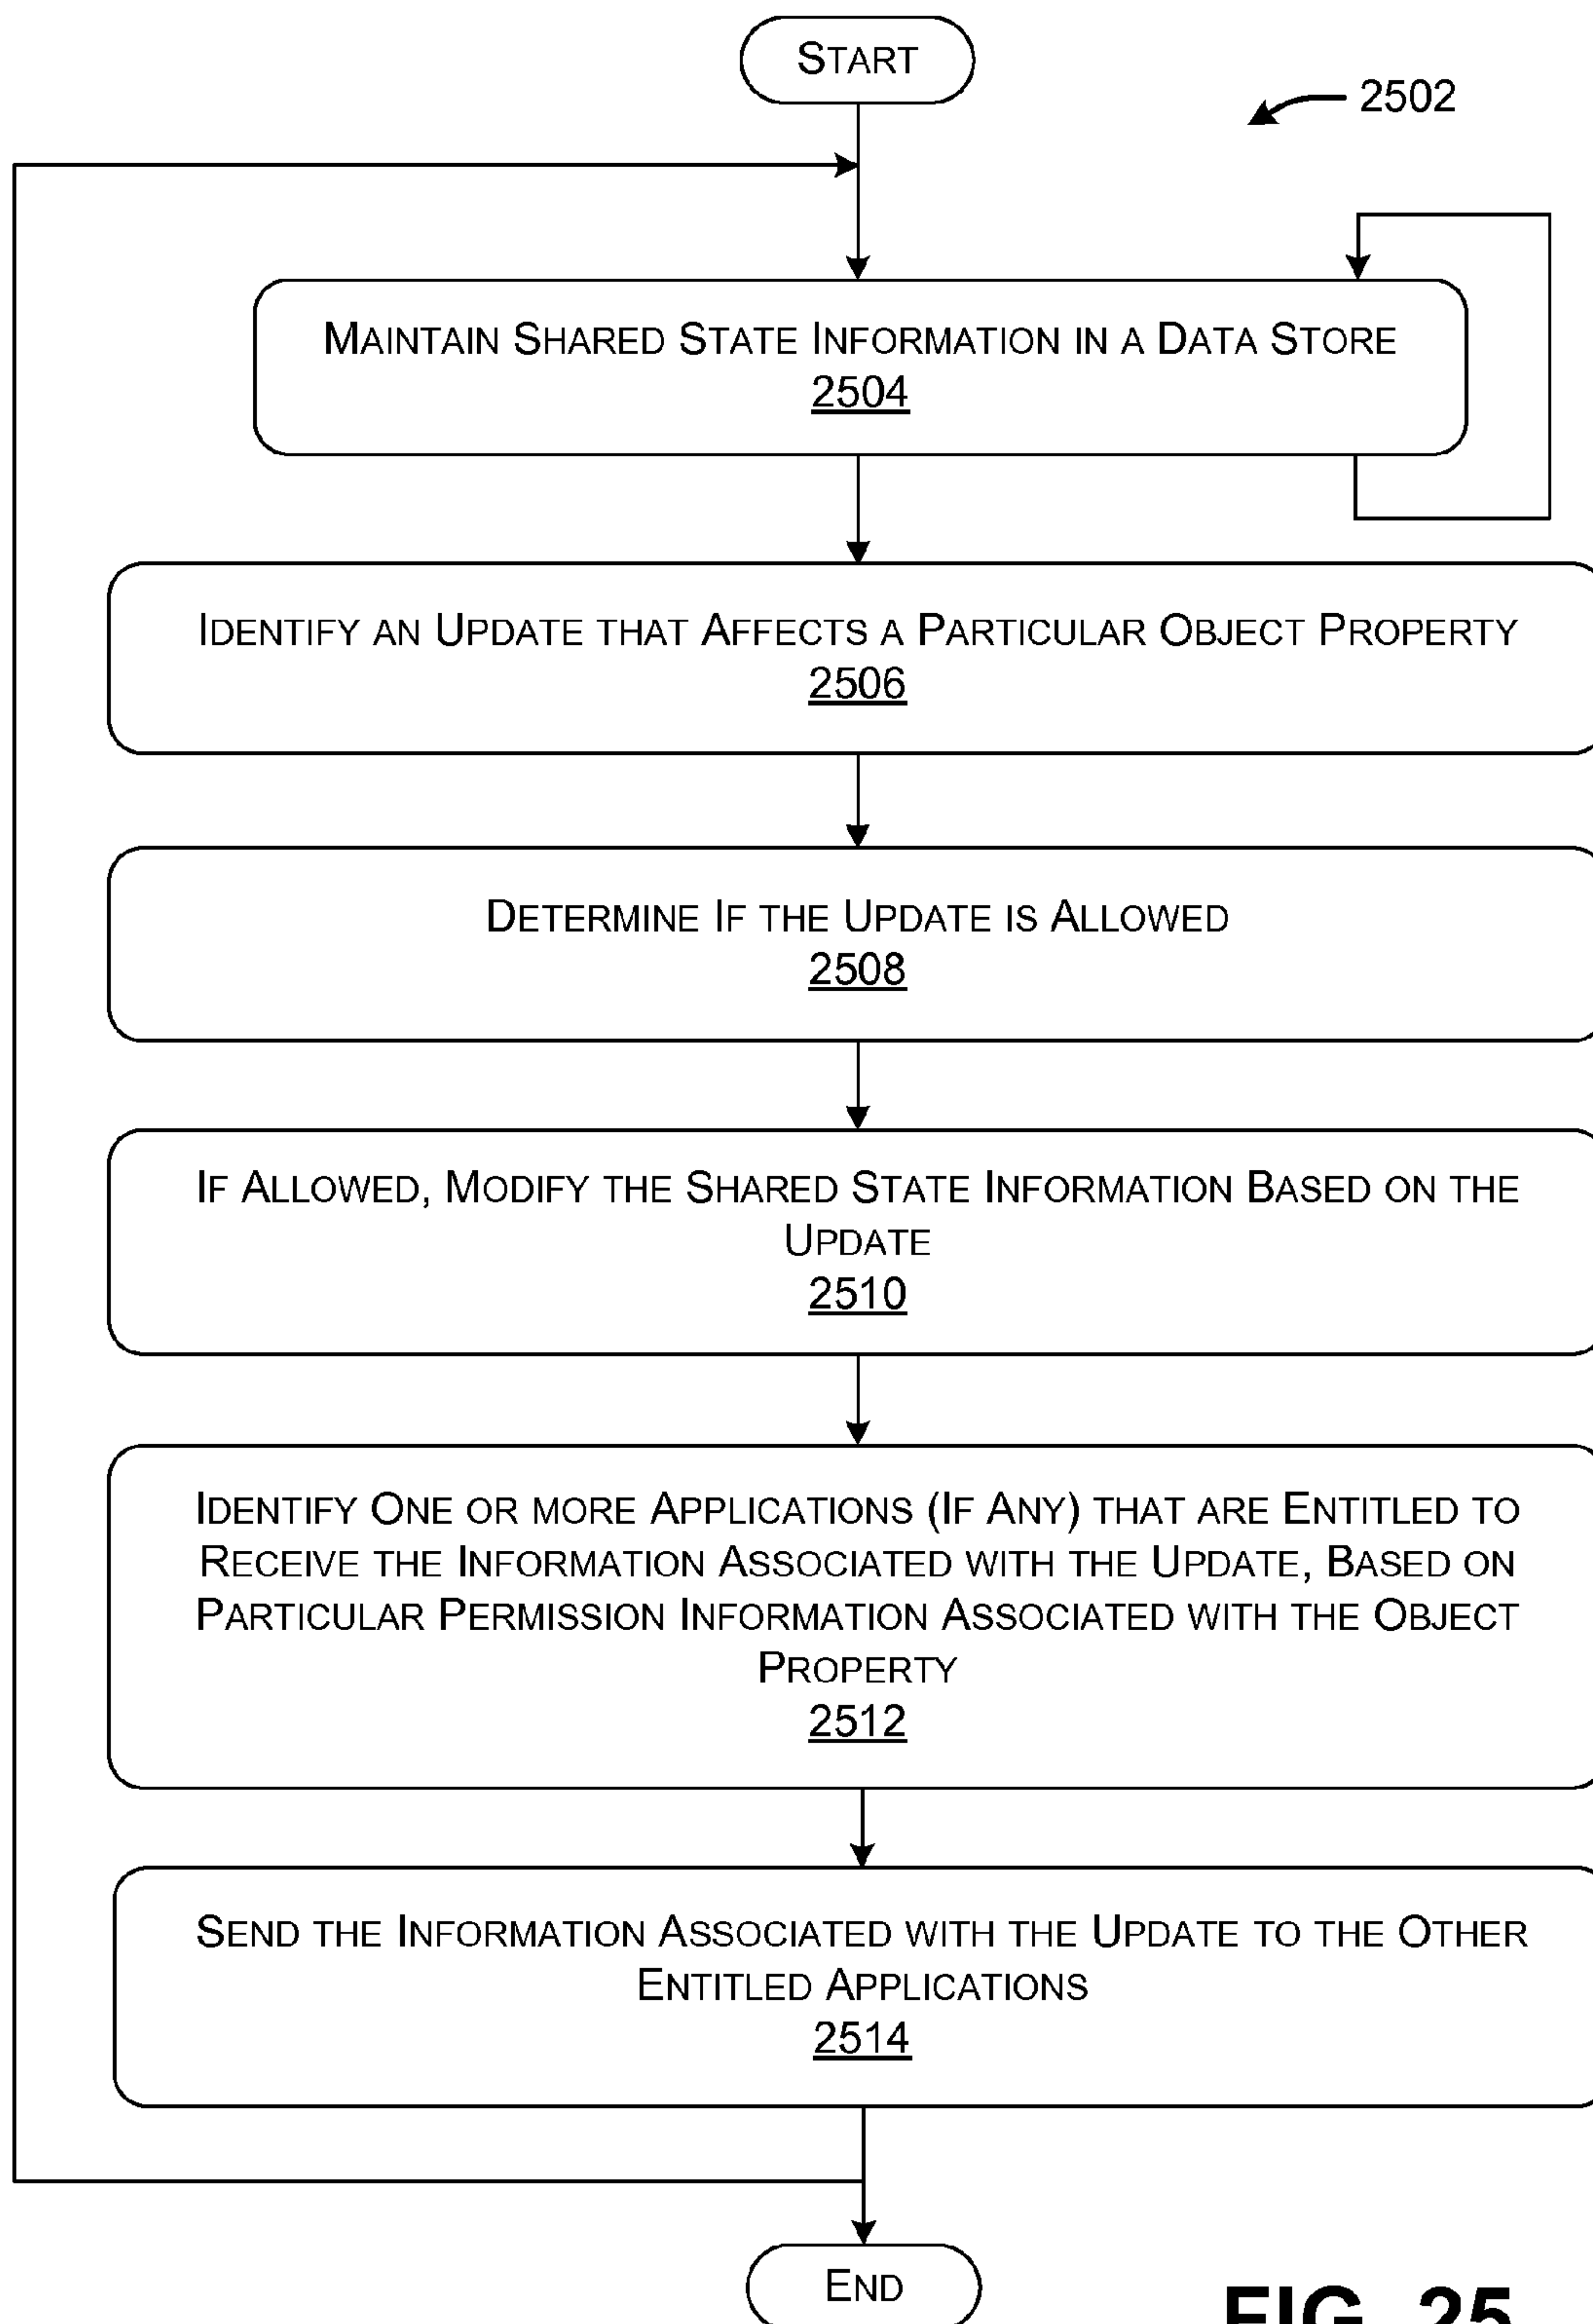 START
2502
MAINTAIN SHARED STATE INFORMATION IN A DATA STORE
2504
IDENTIFY AN UPDATE THAT AFFECTS A PARTICULAR OBJECT PROPERTY
2506
DETERMINE IF THE UPDATE IS ALLOWED
2508
IF ALLOWED, MODIFY THE SHARED STATE INFORMATION BASED ON THE
UPDATE
2510
IDENTIFY ONE OR MORE APPLICATIONS (IF ANY) THAT ARE ENTITLED TO
RECEIVE THE INFORMATION ASSOCIATED WITH THE UPDATE, BASED ON
PARTICULAR PERMISSION INFORMATION ASSOCIATED WITH THE OBJECT
PROPERTY
2512
SEND THE INFORMATION ASSOCIATED WITH THE UPDATE TO THE OTHER
ENTITLED APPLICATIONS
2514
END
FIG. 25